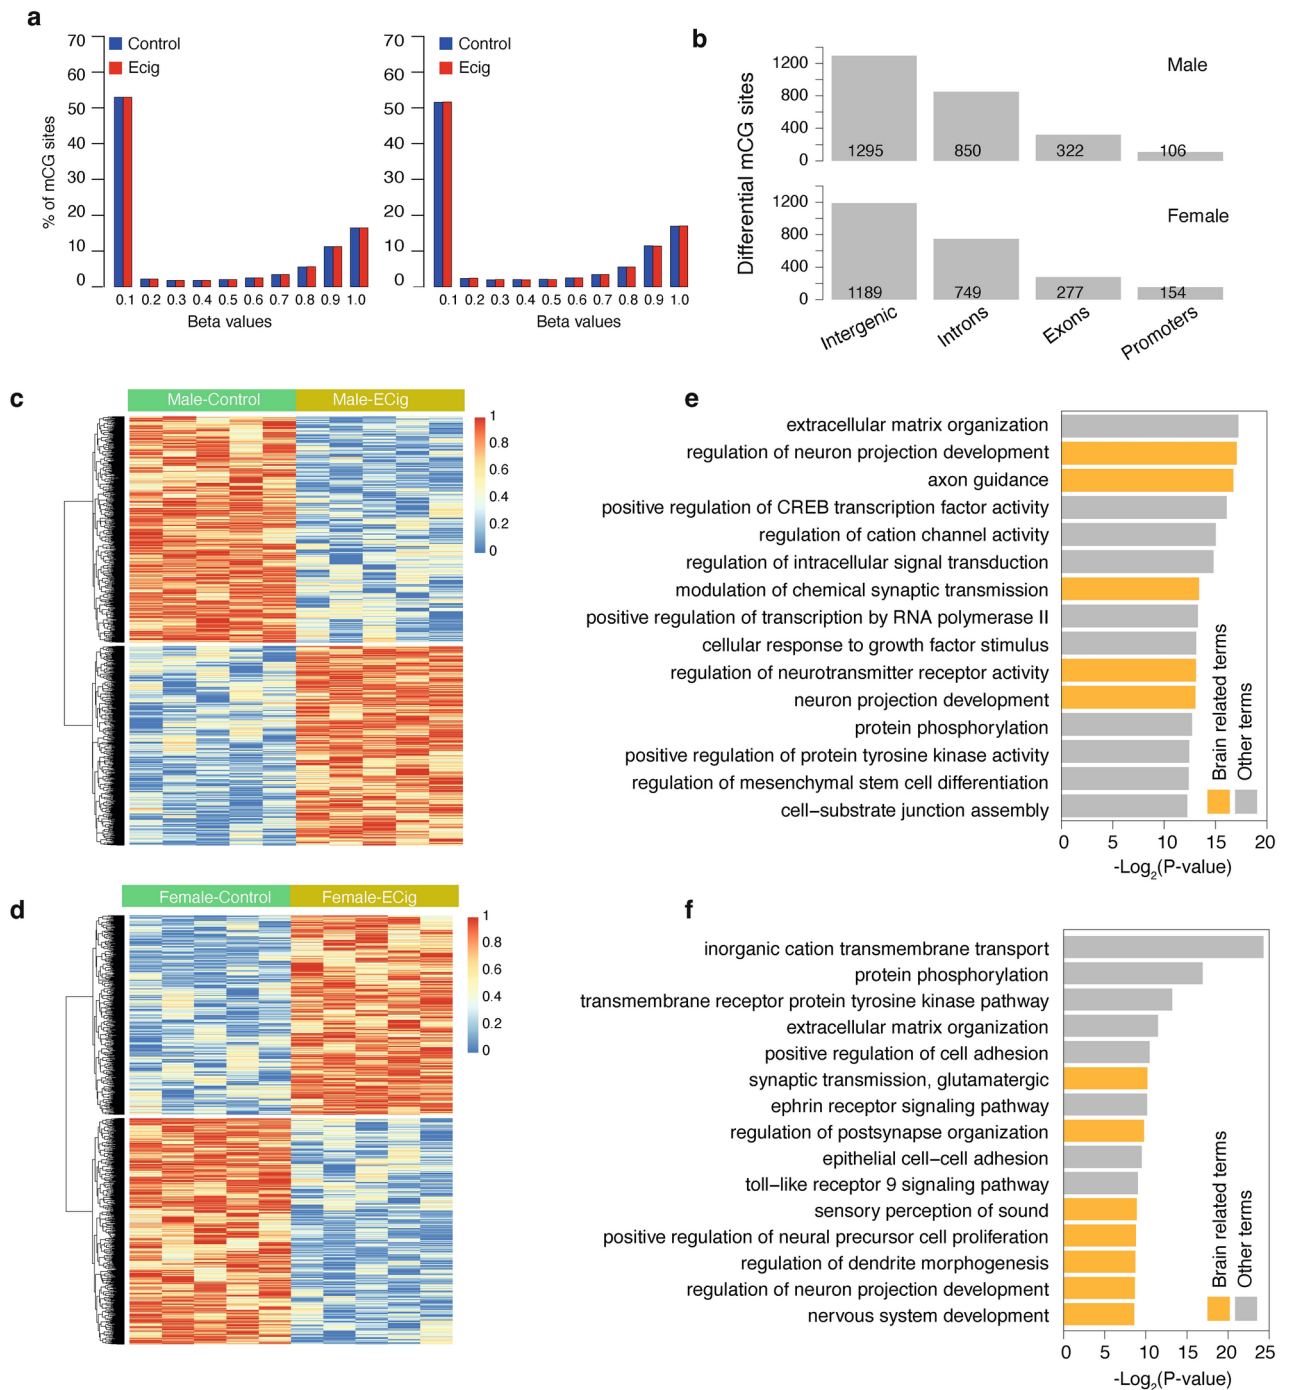 a
70
60
50
40
30
20
10
0
% of mCG sites
Control
Ecig
0.1 0.2 0.3 0.4 0.5 0.6 0.7 0.8 0.9 1.0
Beta values
70
60
50
40
30
20
10
0
Control
Ecig
0.1 0.2 0.3 0.4 0.5 0.6 0.7 0.8 0.9 1.0
Beta values
b
Differential mCG sites
Male
1200
800
400
0
1295 850 322 106
Female
1200
800
400
0
1189 749 277 154
Intergenic Introns Exons Promoters
c
Male-Control Male-ECig
1
0.8
0.6
0.4
0.2
0
d
Female-Control Female-ECig
1
0.8
0.6
0.4
0.2
0
e
extracellular matrix organization
regulation of neuron projection development
axon guidance
positive regulation of CREB transcription factor activity
regulation of cation channel activity
regulation of intracellular signal transduction
modulation of chemical synaptic transmission
positive regulation of transcription by RNA polymerase II
cellular response to growth factor stimulus
regulation of neurotransmitter receptor activity
neuron projection development
protein phosphorylation
positive regulation of protein tyrosine kinase activity
regulation of mesenchymal stem cell differentiation
cell−substrate junction assembly
Brain related terms
Other terms
0 5 10 15 20
-Log₂(P-value)
f
inorganic cation transmembrane transport
protein phosphorylation
transmembrane receptor protein tyrosine kinase pathway
extracellular matrix organization
positive regulation of cell adhesion
synaptic transmission, glutamatergic
ephrin receptor signaling pathway
regulation of postsynapse organization
epithelial cell−cell adhesion
toll−like receptor 9 signaling pathway
sensory perception of sound
positive regulation of neural precursor cell proliferation
regulation of dendrite morphogenesis
regulation of neuron projection development
nervous system development
Brain related terms
Other terms
0 5 10 15 20 25
-Log₂(P-value)